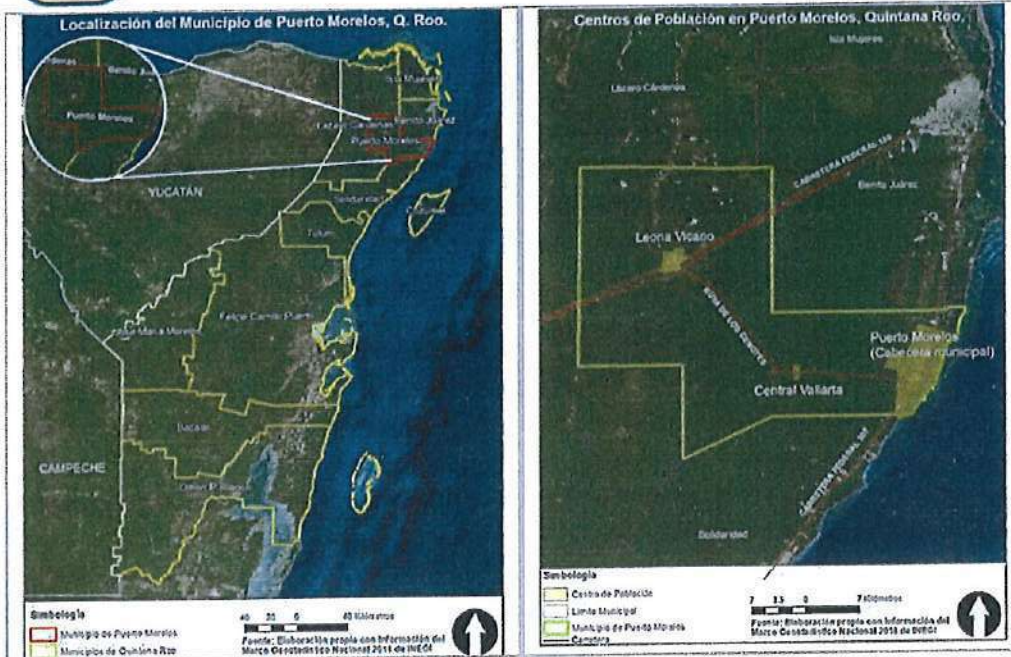 Localización del Municipio de Puerto Morelos, Q. Roo.
Benito Juá
Puerto Morelos
Isla Mujeres
Lázaro Cárdenas
Benito Juárez
Puerto Morelos
YUCATÁN
Solidaridad
Cozumel
Tulum
Felipe Carrillo Puerto
José María Morelos
Bacalar
CAMPECHE
Othón P. Blanco
Simbología
Municipio de Puerto Morelos
Municipios de Quintana Roo
40 20 0 40 Kilómetros
Fuente: Elaboración propia con información del
Marco Geoestadístico Nacional 2018 de INEGI
Centros de Población en Puerto Morelos, Quintana Roo.
Isla Mujeres
Lázaro Cárdenas
CARRETERA FEDERAL 180
Benito Juárez
Leona Vicario
RUTA DE LOS CENOTES
Puerto Morelos
(Cabecera municipal)
Central Vallarta
CARRETERA FEDERAL 307
Solidaridad
Simbología
Centro de Población
Límite Municipal
Municipio de Puerto Morelos
Carretera
7 3.5 0 7 Kilómetros
Fuente: Elaboración propia con información del
Marco Geoestadístico Nacional 2018 de INEGI